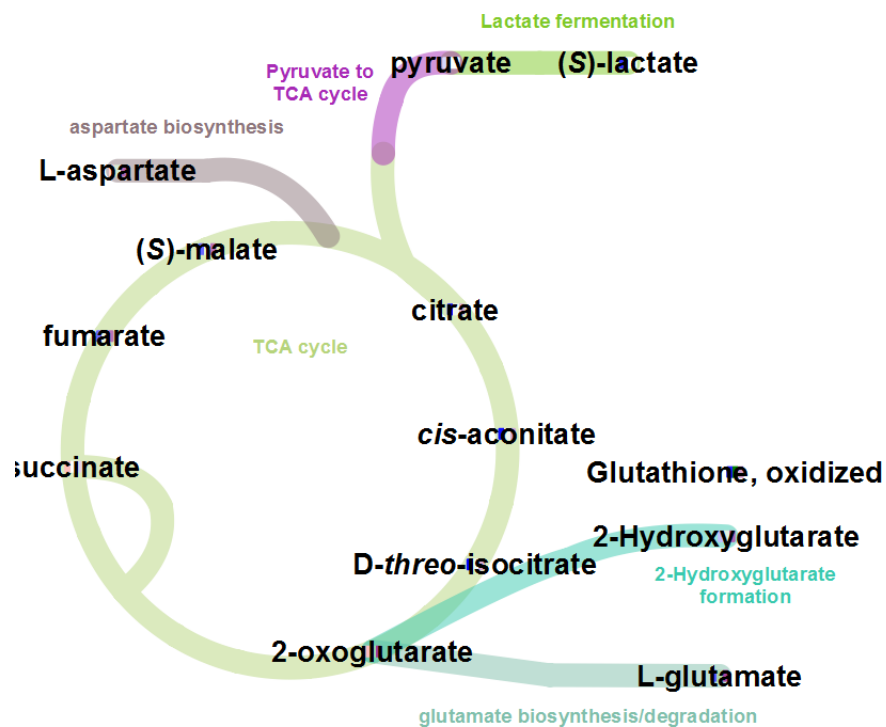 Lactate fermentation
pyruvate
(S)-lactate
Pyruvate to
TCA cycle
aspartate biosynthesis
L-aspartate
(S)-malate
citrate
fumarate
TCA cycle
cis-aconitate
succinate
Glutathione, oxidized
2-Hydroxyglutarate
D-threo-isocitrate
2-Hydroxyglutarate
formation
2-oxoglutarate
L-glutamate
glutamate biosynthesis/degradation